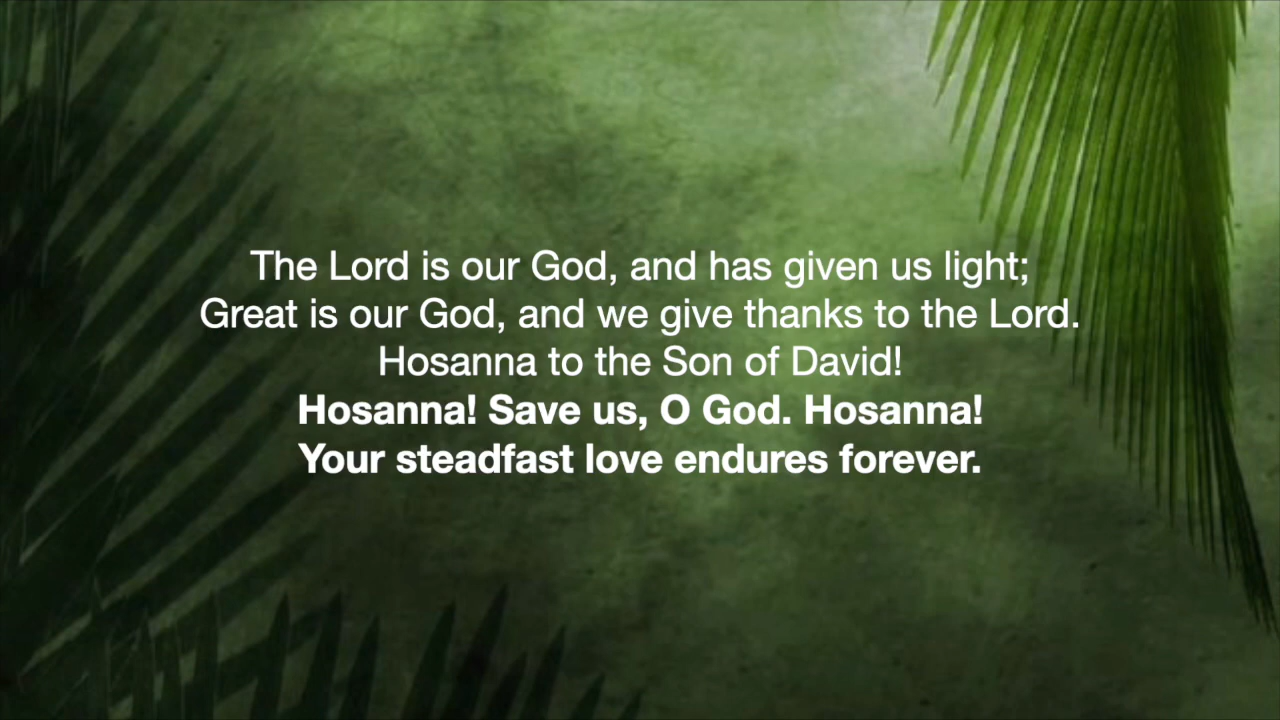 The Lord is our God, and has given us light;
Great is our God, and we give thanks to the Lord.
Hosanna to the Son of David!
Hosanna! Save us, O God. Hosanna!
Your steadfast love endures forever.